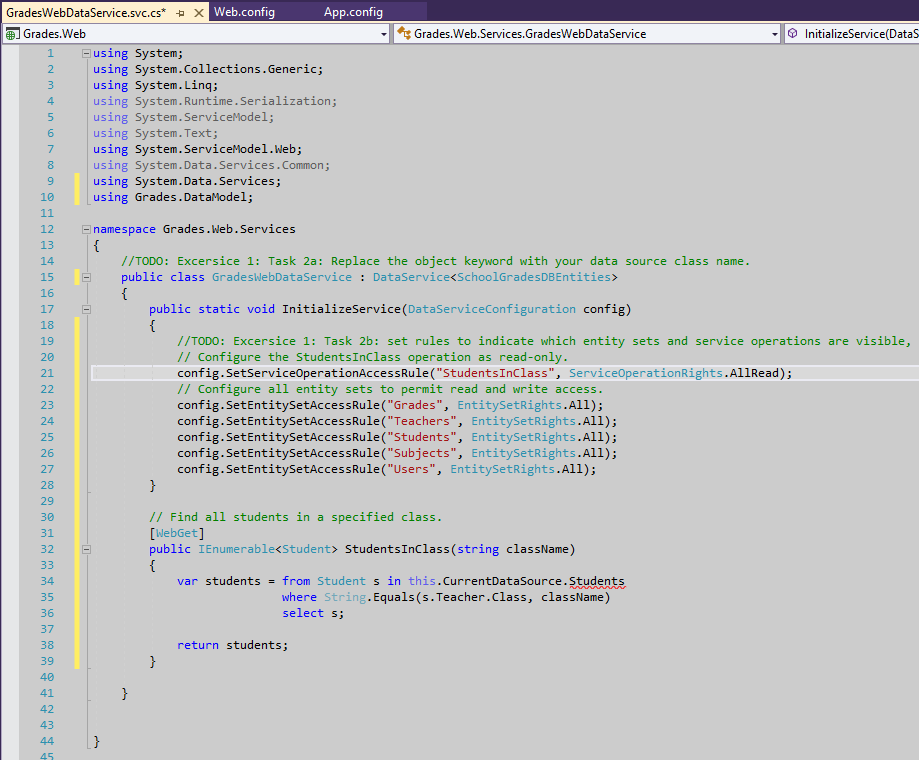 GradesWebDataService.svc.cs* Web.config App.config
Grades.Web Grades.Web.Services.GradesWebDataService InitializeService(DataS
1 using System;
2 using System.Collections.Generic;
3 using System.Linq;
4 using System.Runtime.Serialization;
5 using System.ServiceModel;
6 using System.Text;
7 using System.ServiceModel.Web;
8 using System.Data.Services.Common;
9 using System.Data.Services;
10 using Grades.DataModel;
11
12 namespace Grades.Web.Services
13 {
14 //TODO: Excersice 1: Task 2a: Replace the object keyword with your data source class name.
15 public class GradesWebDataService : DataService<SchoolGradesDBEntities>
16 {
17 public static void InitializeService(DataServiceConfiguration config)
18 {
19 //TODO: Excersice 1: Task 2b: set rules to indicate which entity sets and service operations are visible,
20 // Configure the StudentsInClass operation as read-only.
21 config.SetServiceOperationAccessRule("StudentsInClass", ServiceOperationRights.AllRead);
22 // Configure all entity sets to permit read and write access.
23 config.SetEntitySetAccessRule("Grades", EntitySetRights.All);
24 config.SetEntitySetAccessRule("Teachers", EntitySetRights.All);
25 config.SetEntitySetAccessRule("Students", EntitySetRights.All);
26 config.SetEntitySetAccessRule("Subjects", EntitySetRights.All);
27 config.SetEntitySetAccessRule("Users", EntitySetRights.All);
28 }
29
30 // Find all students in a specified class.
31 [WebGet]
32 public IEnumerable<Student> StudentsInClass(string className)
33 {
34 var students = from Student s in this.CurrentDataSource.Students
35 where String.Equals(s.Teacher.Class, className)
36 select s;
37
38 return students;
39 }
40
41 }
42
43
44 }
45